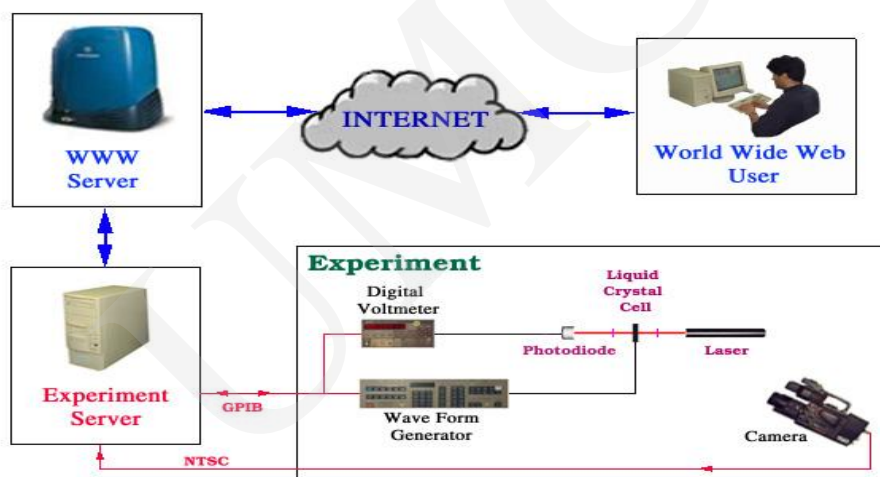 INTERNET
WWW
Server
World Wide Web
User
Experiment
Server
GPIB
NTSC
Experiment
Digital
Voltmeter
Liquid
Crystal
Cell
Photodiode
Laser
Wave Form
Generator
Camera